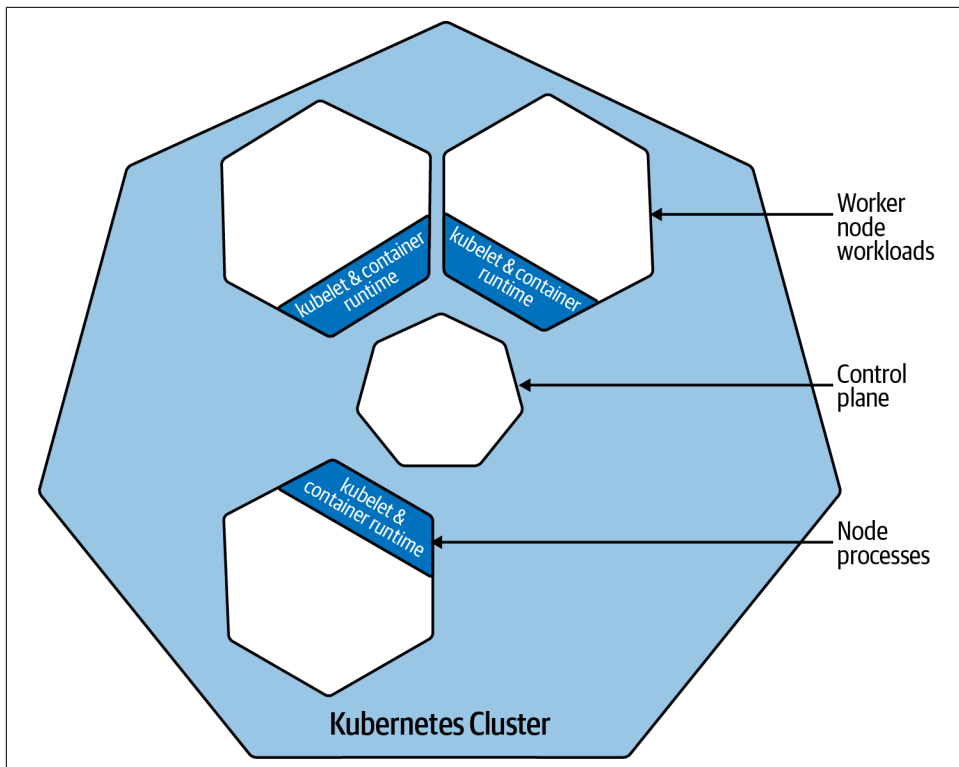 kubelet & container
runtime
kubelet & container
runtime
Worker
node
workloads
Control
plane
kubelet &
container runtime
Node
processes
Kubernetes Cluster